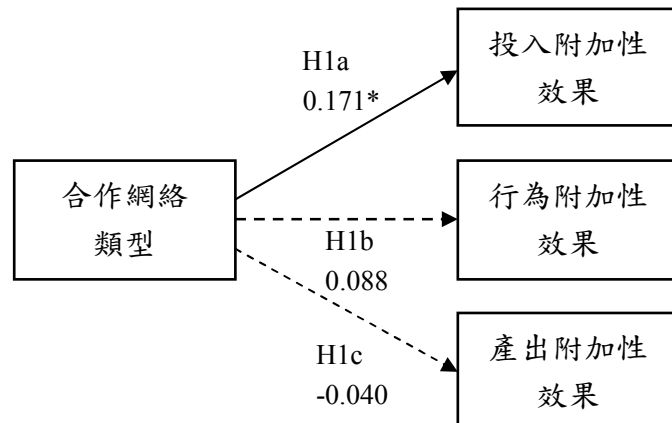 投入附加性
效果
H1a
0.171*
合作網絡
類型
行為附加性
效果
H1b
0.088
產出附加性
效果
H1c
-0.040